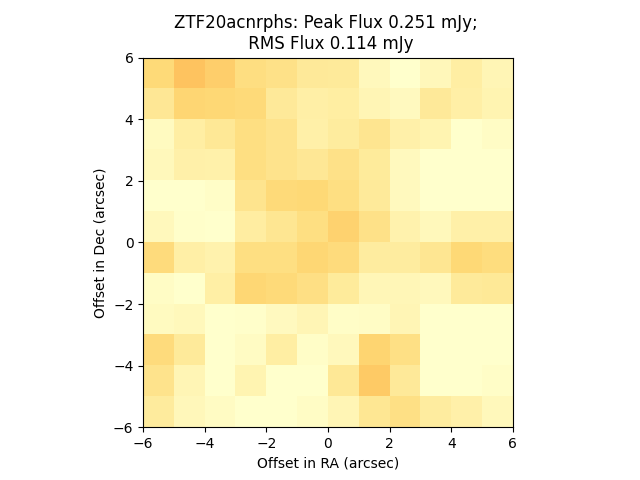 ZTF20acnrphs: Peak Flux 0.251 mJy;
RMS Flux 0.114 mJy
6
4
2
0
−2
−4
−6
Offset in Dec (arcsec)
−6 −4 −2 0 2 4 6
Offset in RA (arcsec)